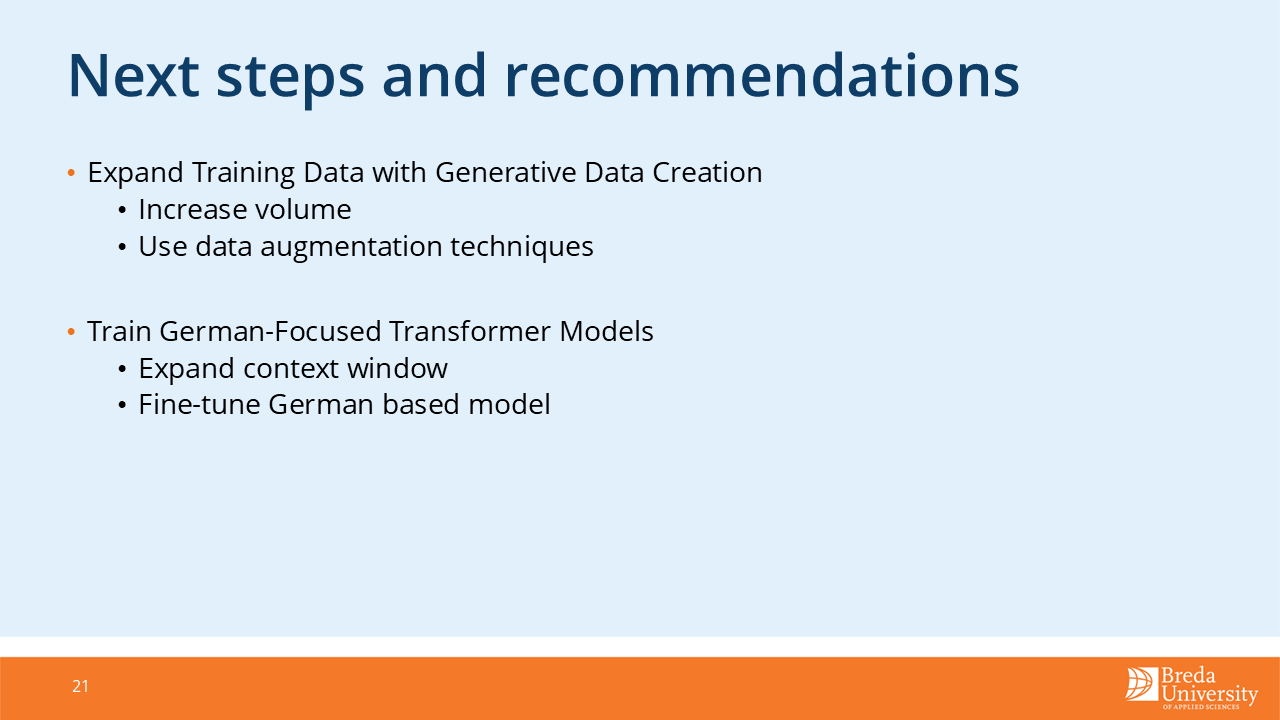 Next steps and recommendations
• Expand Training Data with Generative Data Creation
• Increase volume
• Use data augmentation techniques
• Train German-Focused Transformer Models
• Expand context window
• Fine-tune German based model
21
Breda
University
OF APPLIED SCIENCES